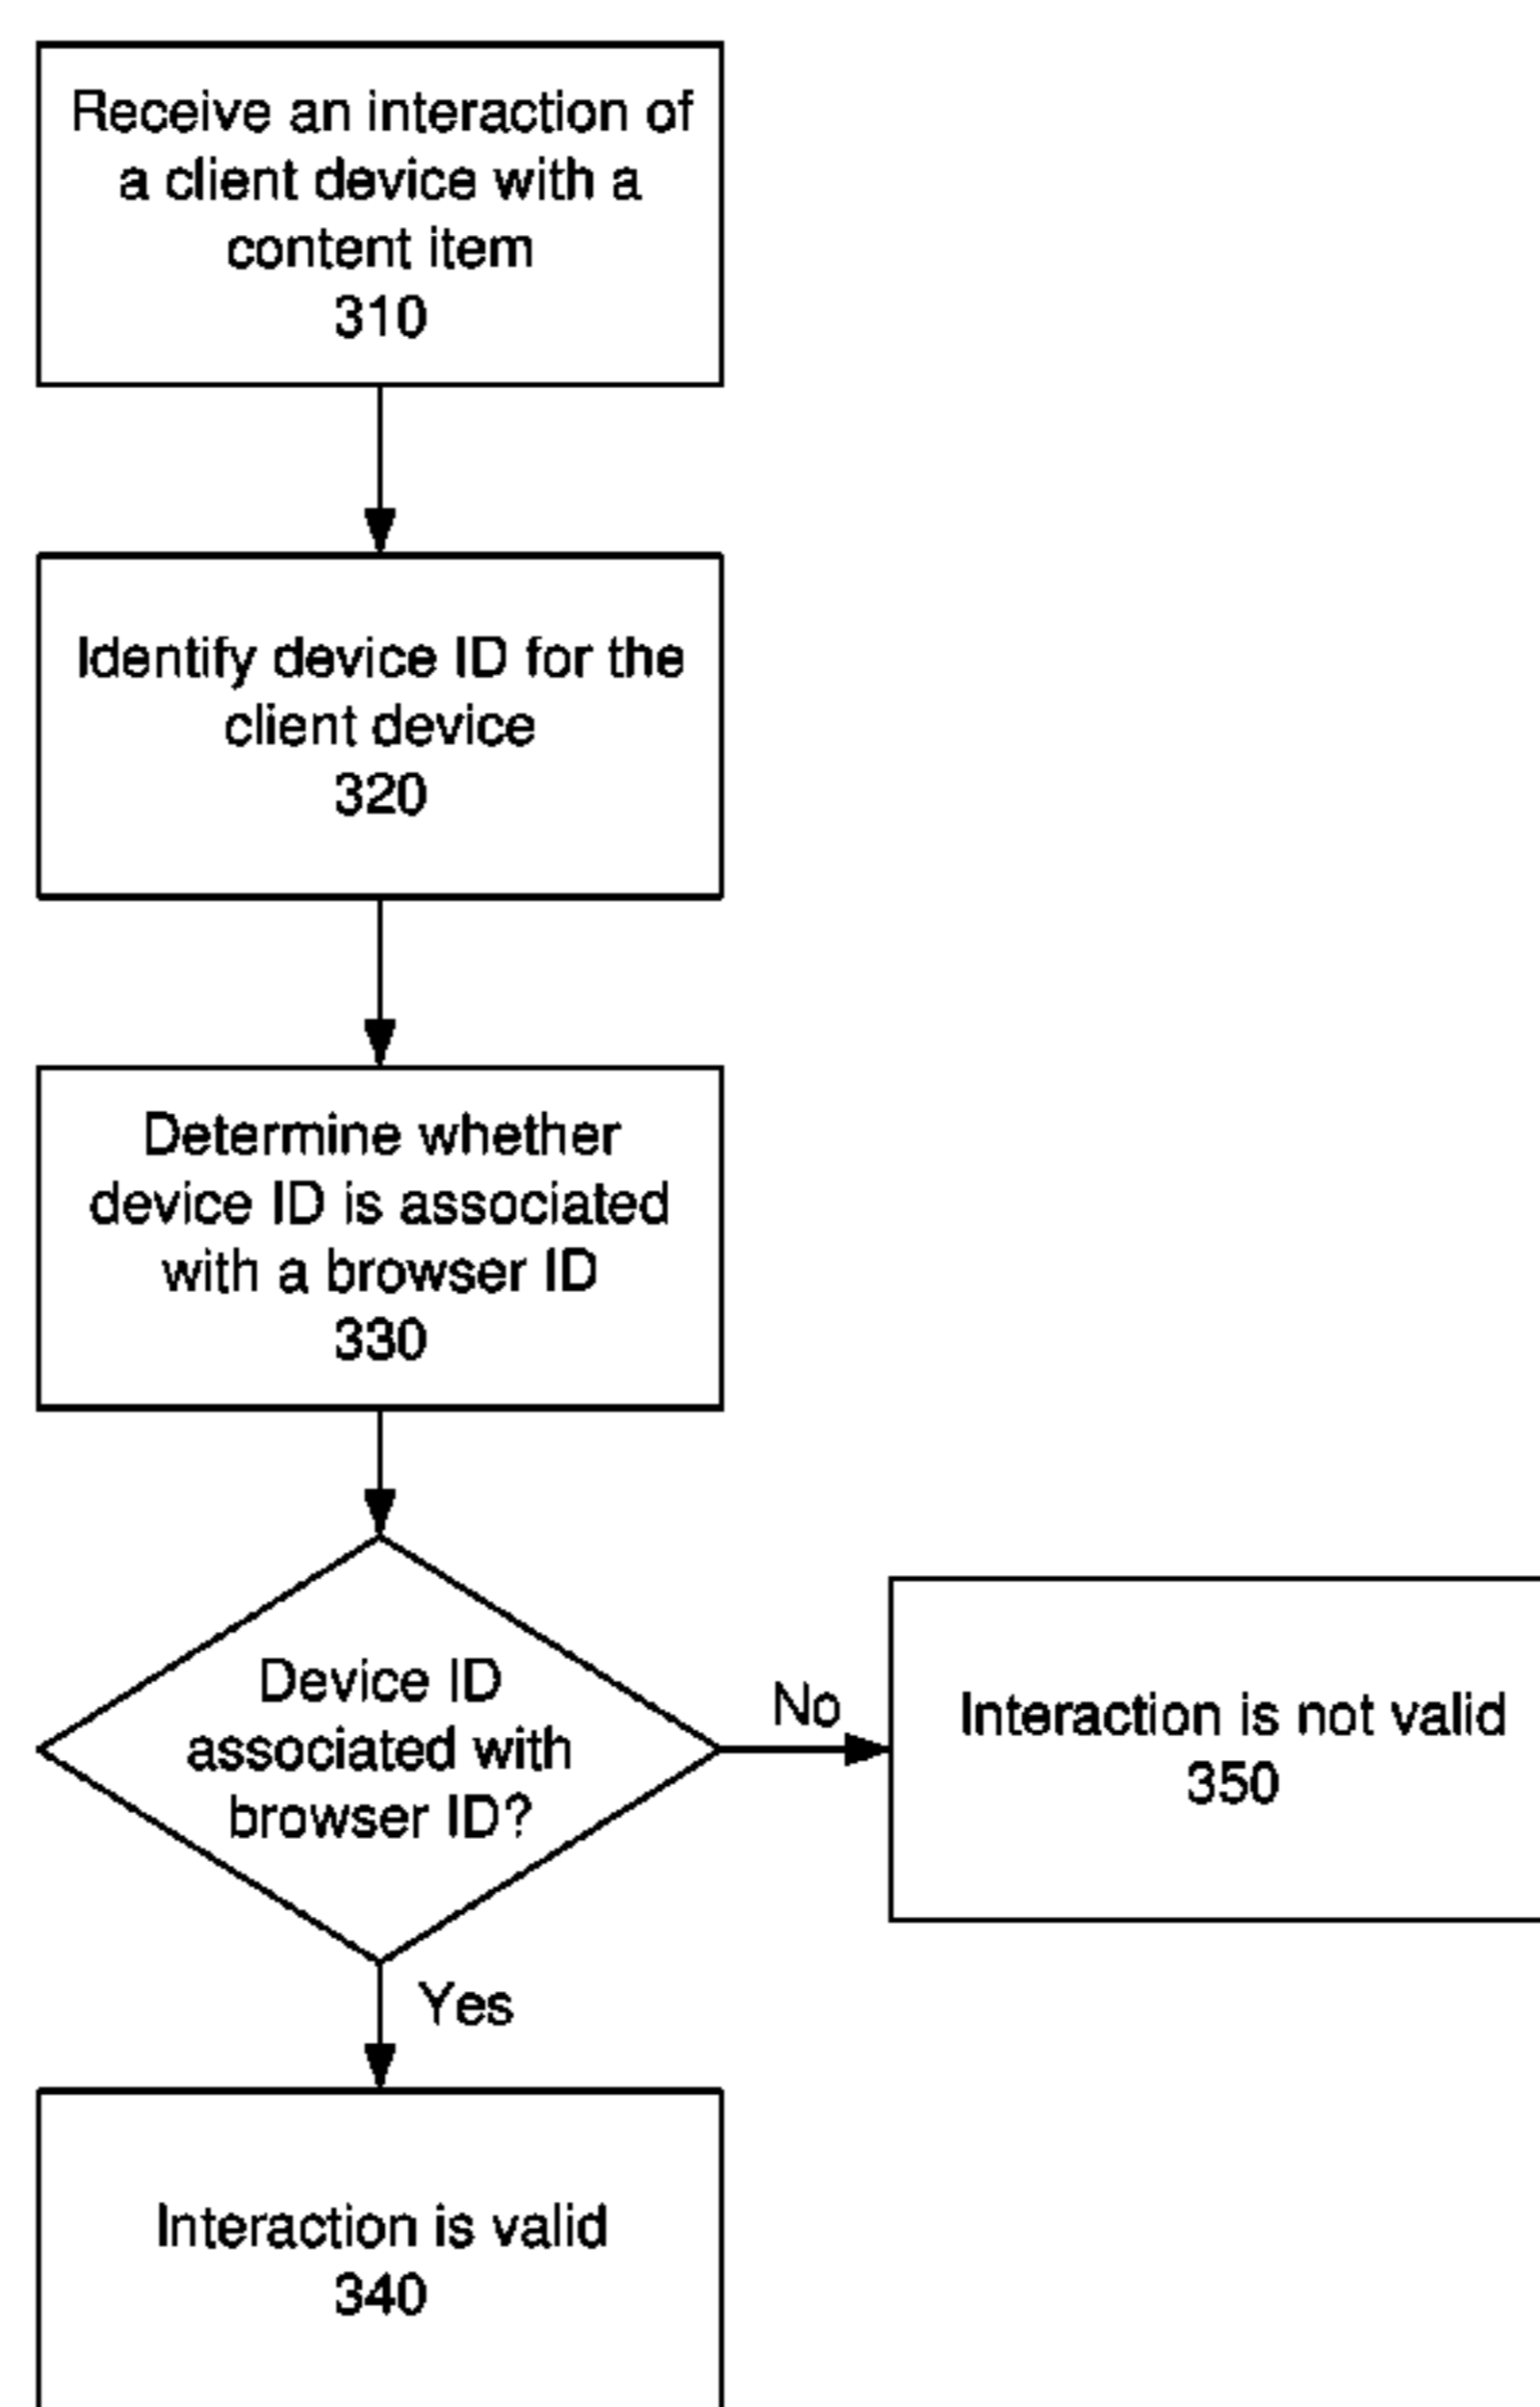 Receive an interaction of
a client device with a
content item
310
Identify device ID for the
client device
320
Determine whether
device ID is associated
with a browser ID
330
Device ID
associated with
browser ID?
No
Interaction is not valid
350
Yes
Interaction is valid
340